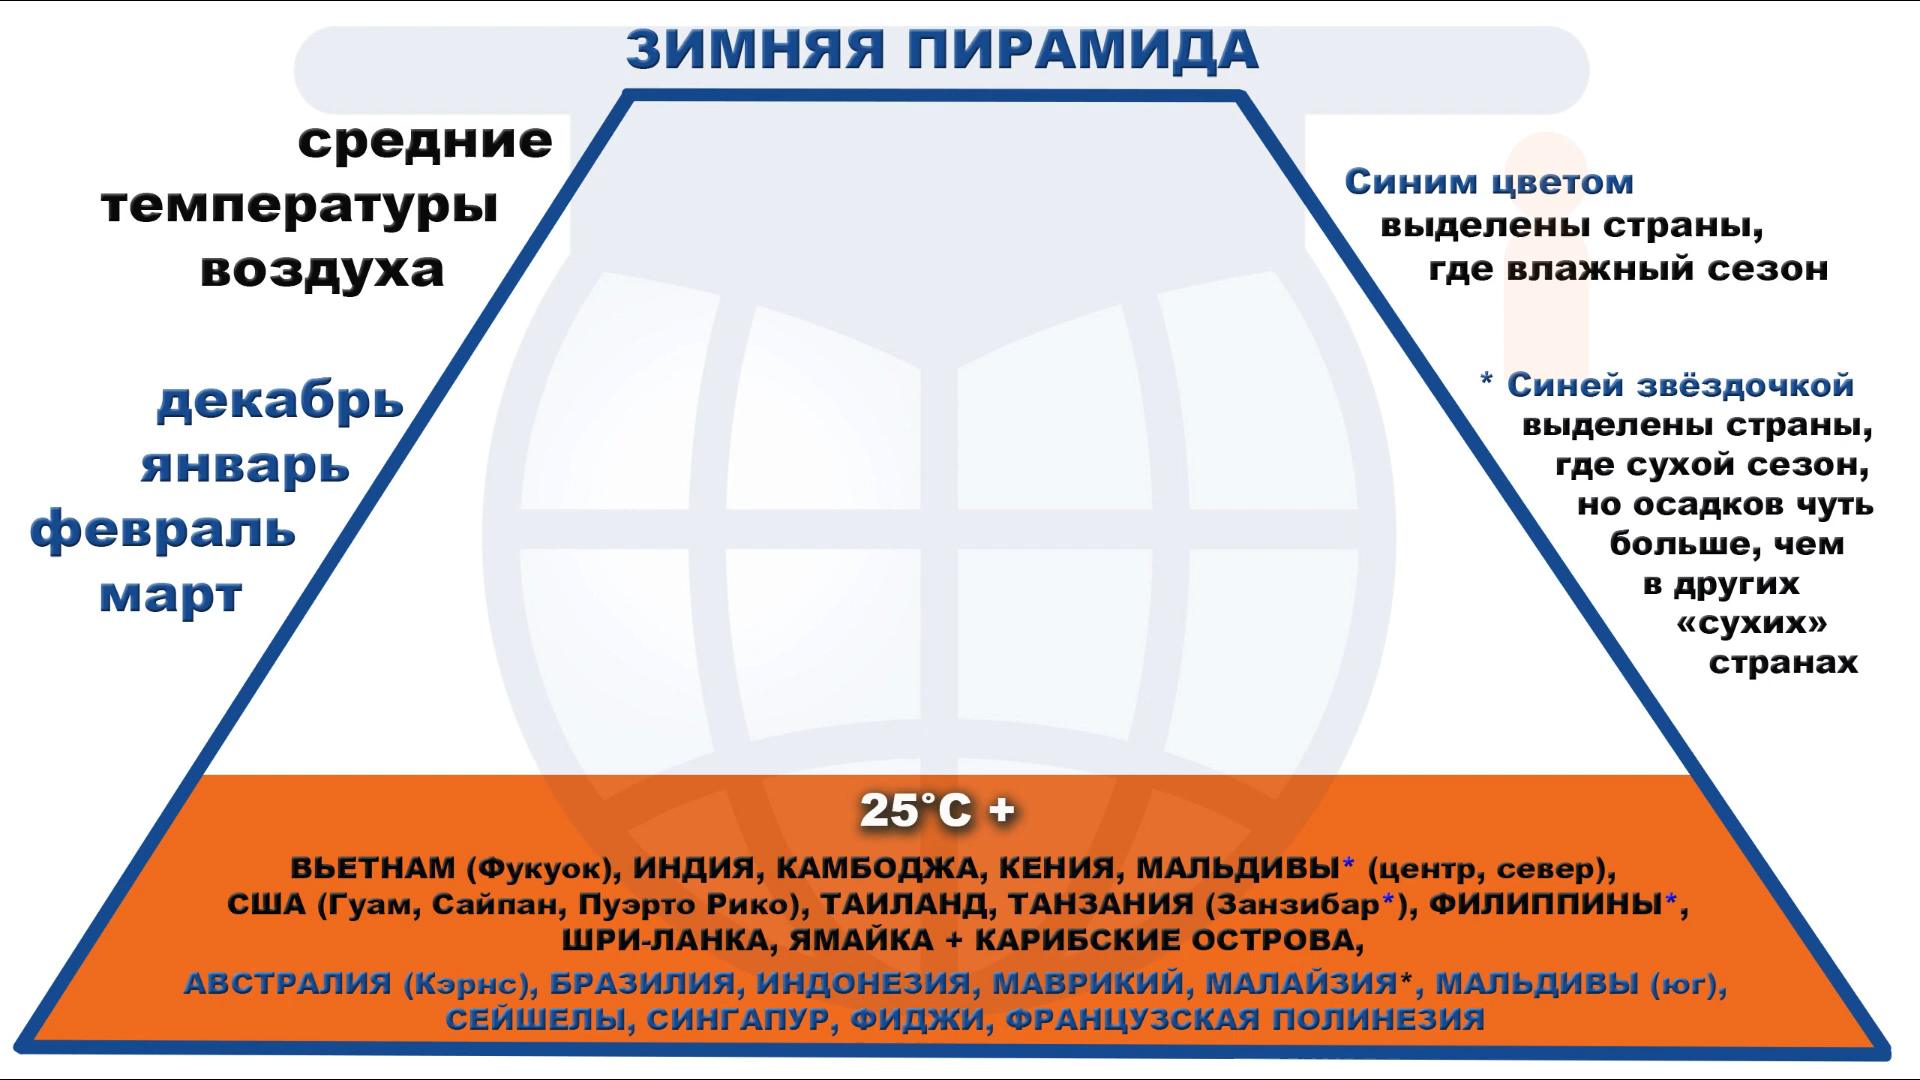 ЗИМНЯЯ ПИРАМИДА
средние
температуры
воздуха
декабрь
январь
февраль
март
Синим цветом
выделены страны,
где влажный сезон
* Синей звёздочкой
выделены страны,
где сухой сезон,
но осадков чуть
больше, чем
в других
«сухих»
странах
25°C +
ВЬЕТНАМ (Фукуок), ИНДИЯ, КАМБОДЖА, КЕНИЯ, МАЛЬДИВЫ* (центр, север),
США (Гуам, Сайпан, Пуэрто Рико), ТАИЛАНД, ТАНЗАНИЯ (Занзибар*), ФИЛИППИНЫ*,
ШРИ-ЛАНКА, ЯМАЙКА + КАРИБСКИЕ ОСТРОВА,
АВСТРАЛИЯ (Кэрнс), БРАЗИЛИЯ, ИНДОНЕЗИЯ, МАВРИКИЙ, МАЛАЙЗИЯ*, МАЛЬДИВЫ (юг),
СЕЙШЕЛЫ, СИНГАПУР, ФИДЖИ, ФРАНЦУЗСКАЯ ПОЛИНЕЗИЯ